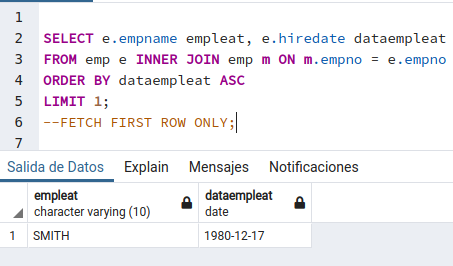 1
2 SELECT e.empname empleat, e.hiredate dataempleat
3 FROM emp e INNER JOIN emp m ON m.empno = e.empno
4 ORDER BY dataempleat ASC
5 LIMIT 1;
6 --FETCH FIRST ROW ONLY;
7
Salida de Datos Explain Mensajes Notificaciones
empleat dataempleat
character varying (10) date
1 SMITH 1980-12-17